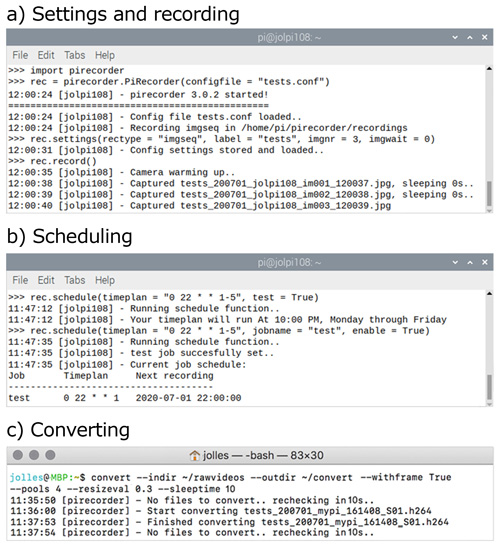 a) Settings and recording
pi@jolpi108: ~
File Edit Tabs Help
>>> import pirecorder
>>> rec = pirecorder.PiRecorder(configfile = "tests.conf")
12:00:24 [jolpi108] - pirecorder 3.0.2 started!
================================================
12:00:24 [jolpi108] - Config file tests.conf loaded..
12:00:24 [jolpi108] - Recording imgseq in /home/pi/pirecorder/recordings
>>> rec.settings(rectype = "imgseq", label = "tests", imgnr = 3, imgwait = 0)
12:00:31 [jolpi108] - Config settings stored and loaded..
>>> rec.record()
12:00:35 [jolpi108] - Camera warming up..
12:00:38 [jolpi108] - Captured tests_200701_jolpi108_im001_120037.jpg, sleeping 0s..
12:00:39 [jolpi108] - Captured tests_200701_jolpi108_im002_120038.jpg, sleeping 0s..
12:00:40 [jolpi108] - Captured tests_200701_jolpi108_im003_120039.jpg
b) Scheduling
pi@jolpi108: ~
File Edit Tabs Help
>>> rec.schedule(timeplan = "0 22 * * 1-5", test = True)
11:47:12 [jolpi108] - Running schedule function..
11:47:12 [jolpi108] - Your timeplan will run At 10:00 PM, Monday through Friday
>>> rec.schedule(timeplan = "0 22 * * 1-5", jobname = "test", enable = True)
11:47:35 [jolpi108] - Running schedule function..
11:47:35 [jolpi108] - test job succesfully set..
11:47:35 [jolpi108] - Current job schedule:
Job Timeplan Next recording
--------------------------------------
test 0 22 * * 1 2020-07-01 22:00:00
c) Converting
jolles — -bash — 83×30
jolles@MBP:~$ convert --indir ~/rawvideos --outdir ~/convert --withframe True
--pools 4 --resizeval 0.3 --sleeptime 10
11:35:50 [pirecorder] - No files to convert.. rechecking in10s..
11:36:00 [pirecorder] - Start converting tests_200701_mypi_161408_S01.h264
11:37:53 [pirecorder] - Finished converting tests_200701_mypi_161408_S01.h264
11:37:54 [pirecorder] - No files to convert.. rechecking in10s..